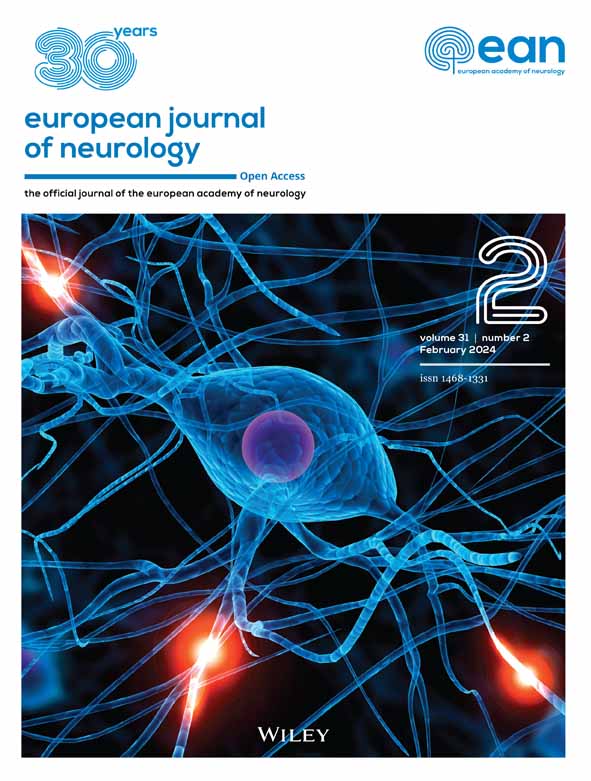 30 years
ean
european academy of neurology
european journal
of neurology
Open Access
the official journal of the european academy of neurology
2
volume 31 | number 2
February 2024
issn 1468-1331
WILEY